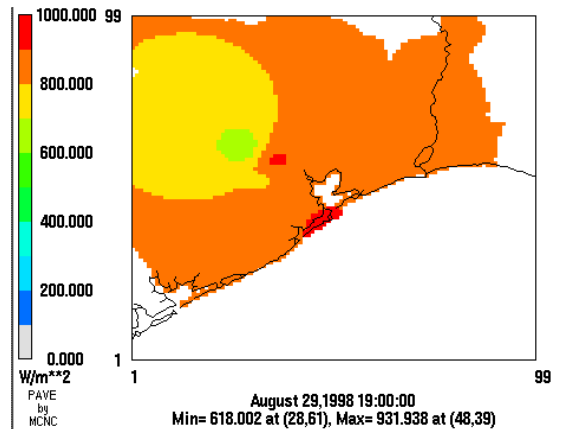 1000.000
800.000
600.000
400.000
200.000
0.000
W/m**2
PAVE
by
MCNC
99
1
1
99
August 29,1998 19:00:00
Min= 618.002 at (28,61), Max= 931.938 at (48,39)